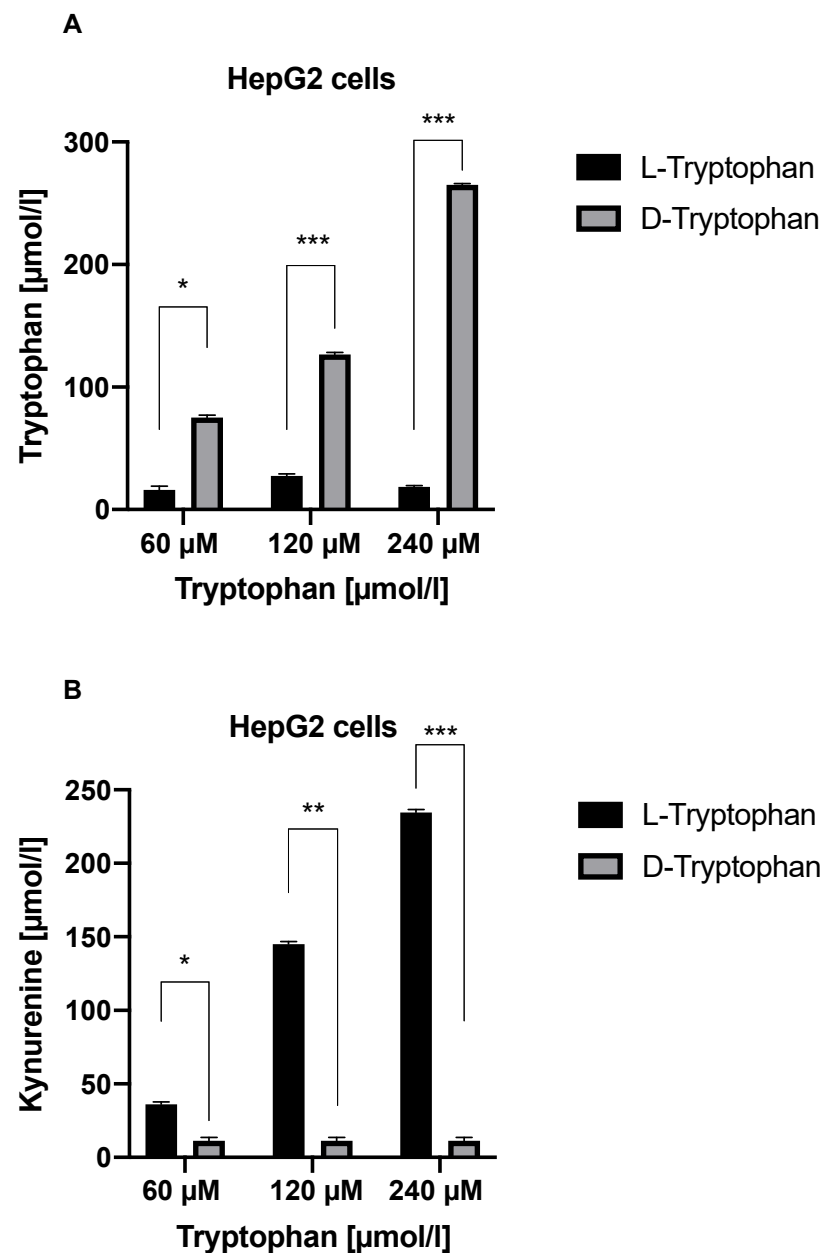 A
HepG2 cells
***
300
L-Tryptophan
D-Tryptophan
***
200
*
Tryptophan [µmol/l]
100
0
60 µM 120 µM 240 µM
Tryptophan [µmol/l]
B
HepG2 cells
***
250
L-Tryptophan
**
200
D-Tryptophan
Kynurenine [µmol/l]
150
*
100
50
0
60 µM 120 µM 240 µM
Tryptophan [µmol/l]